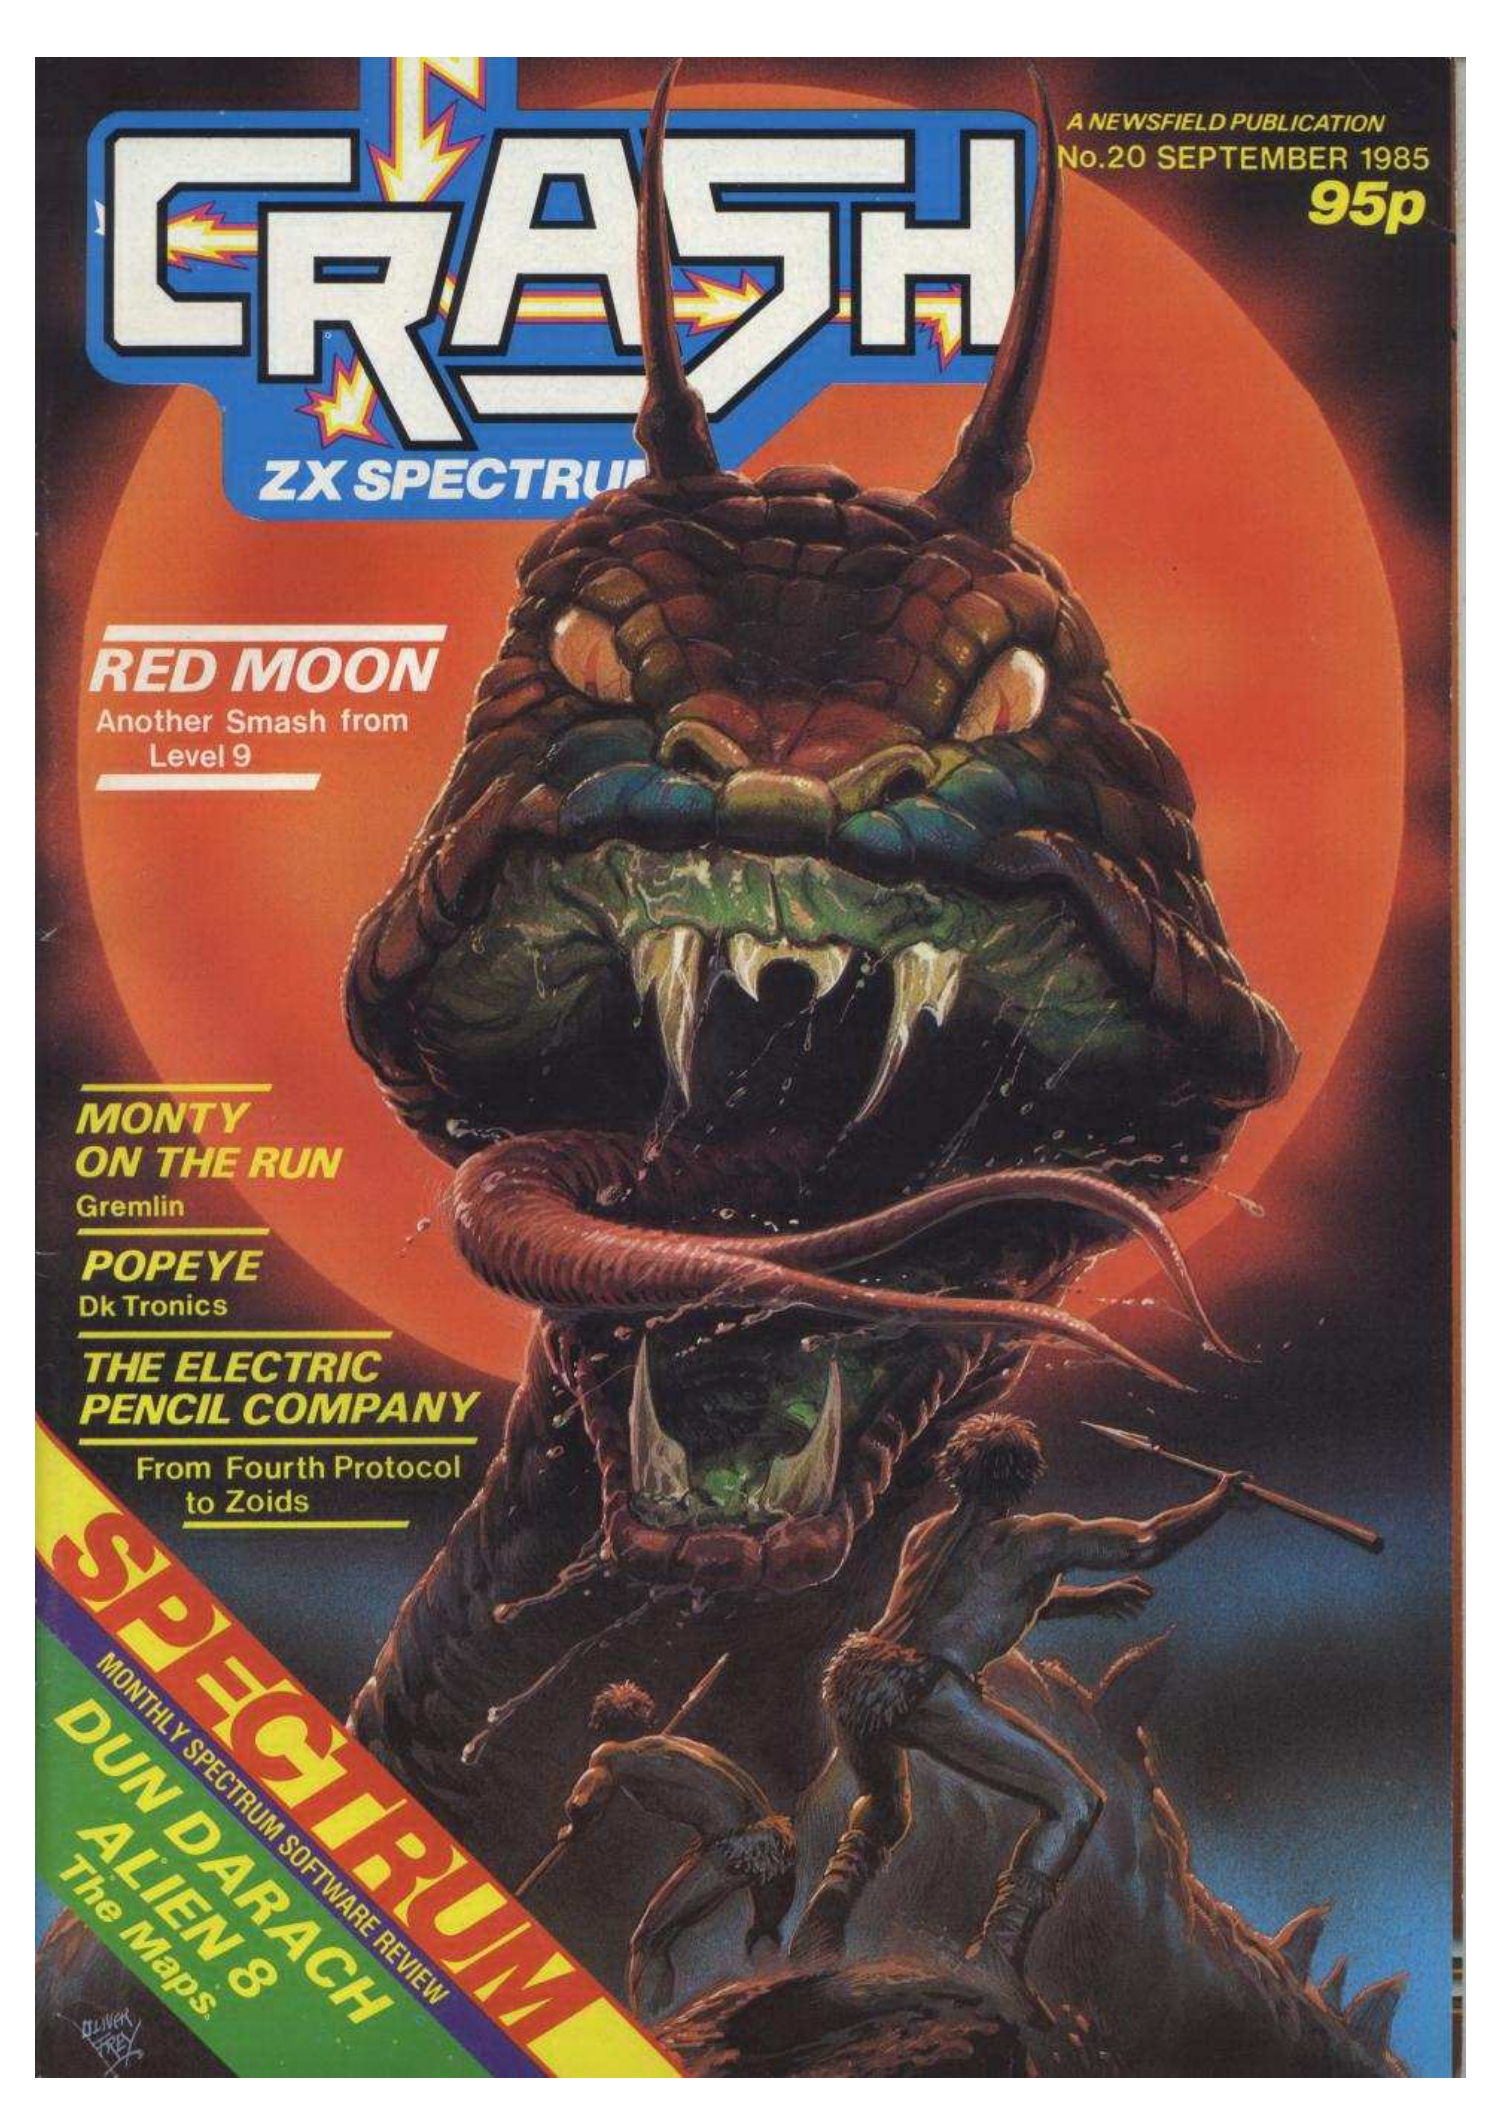 CRASH
ZX SPECTRU
A NEWSFIELD PUBLICATION
No.20 SEPTEMBER 1985
95p
RED MOON
Another Smash from
Level 9
MONTY
ON THE RUN
Gremlin
POPEYE
Dk Tronics
THE ELECTRIC
PENCIL COMPANY
From Fourth Protocol
to Zoids
SPECTRUM
MONTHLY SPECTRUM SOFTWARE REVIEW
DUN DARACH
ALIEN 8
The Maps.
OLIVER
FREY